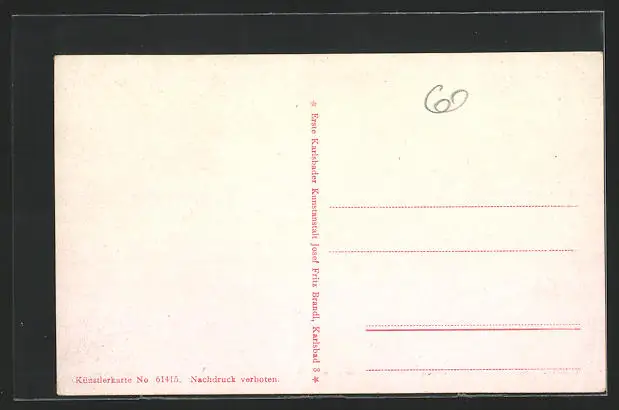 60
* Erste Karlsbader Kunstanstalt Josef Fritz Brandl, Karlsbad 3 *
Künstlerkarte No 61415. Nachdruck verboten.